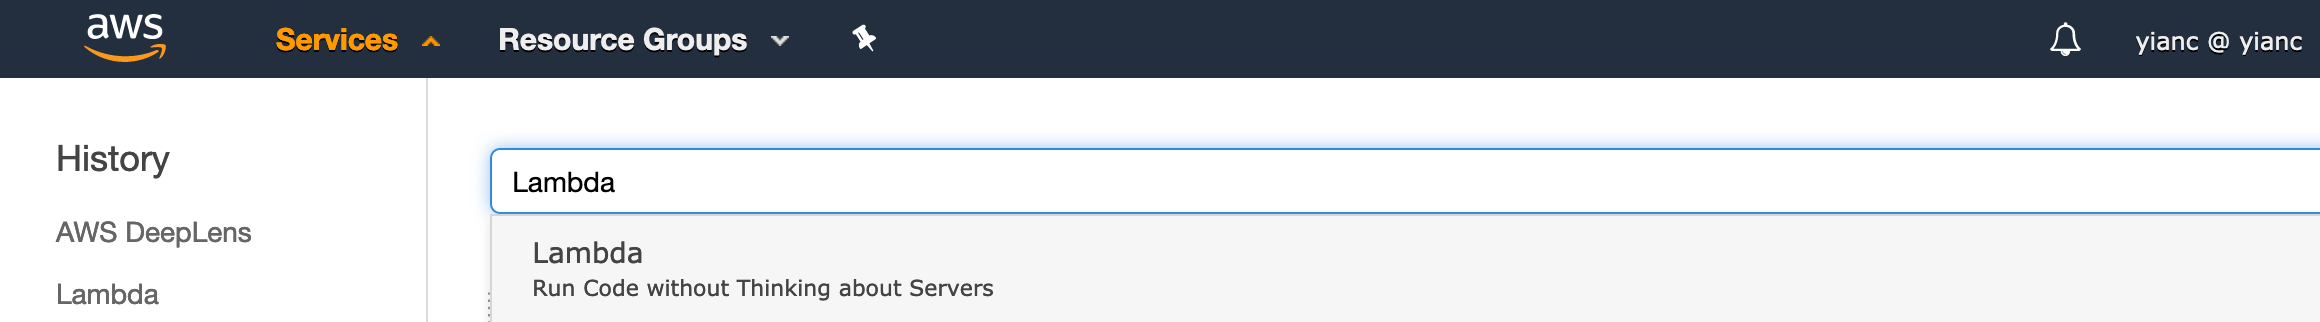 aws Services Resource Groups yianc @ yianc
History
AWS DeepLens
Lambda
Lambda
Lambda
Run Code without Thinking about Servers